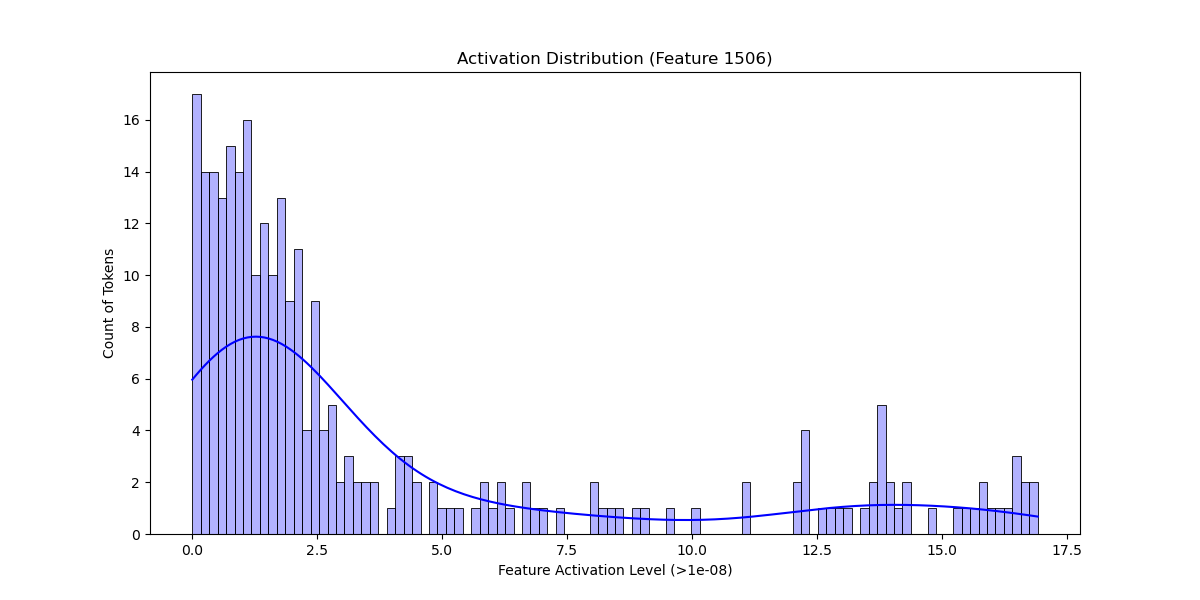 Activation Distribution (Feature 1506)
16
14
12
10
8
6
4
2
0
Count of Tokens
0.0 2.5 5.0 7.5 10.0 12.5 15.0 17.5
Feature Activation Level (>1e-08)